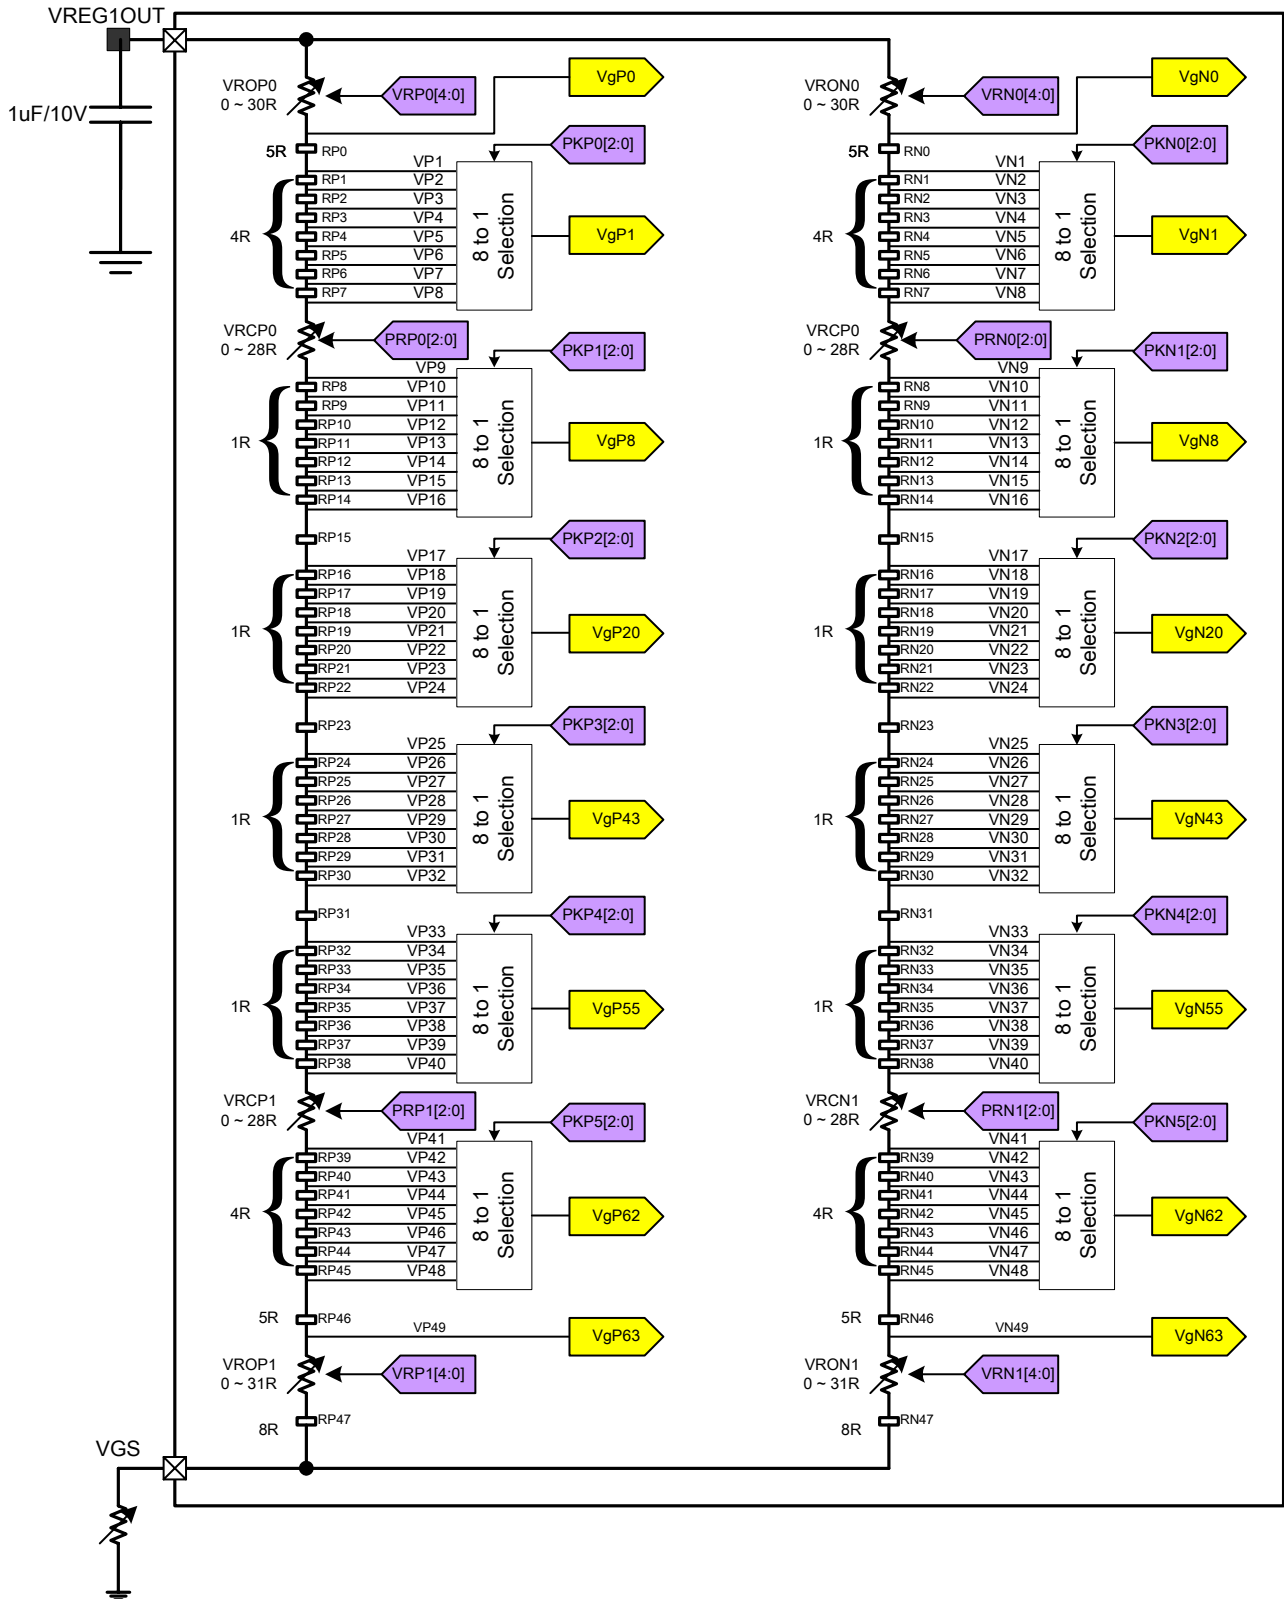 VREG1OUT
1uF/10V
VROP0
0 ~ 30R
VRP0[4:0]
VgP0
5R
RP0
PKP0[2:0]
VP1
RP1
VP2
RP2
VP3
RP3
VP4
4R
RP4
VP5
RP5
VP6
RP6
VP7
RP7
VP8
8 to 1
Selection
VgP1
VRCP0
0 ~ 28R
PRP0[2:0]
PKP1[2:0]
VP9
RP8
VP10
RP9
VP11
RP10
VP12
1R
RP11
VP13
RP12
VP14
RP13
VP15
RP14
VP16
8 to 1
Selection
VgP8
RP15
PKP2[2:0]
VP17
RP16
VP18
RP17
VP19
RP18
VP20
1R
RP19
VP21
RP20
VP22
RP21
VP23
RP22
VP24
8 to 1
Selection
VgP20
RP23
PKP3[2:0]
VP25
RP24
VP26
RP25
VP27
RP26
VP28
1R
RP27
VP29
RP28
VP30
RP29
VP31
RP30
VP32
8 to 1
Selection
VgP43
RP31
PKP4[2:0]
VP33
RP32
VP34
RP33
VP35
RP34
VP36
1R
RP35
VP37
RP36
VP38
RP37
VP39
RP38
VP40
8 to 1
Selection
VgP55
VRCP1
0 ~ 28R
PRP1[2:0]
PKP5[2:0]
VP41
RP39
VP42
RP40
VP43
RP41
VP44
4R
RP42
VP45
RP43
VP46
RP44
VP47
RP45
VP48
8 to 1
Selection
VgP62
5R
RP46
VP49
VgP63
VROP1
0 ~ 31R
VRP1[4:0]
8R
RP47
VRON0
0 ~ 30R
VRN0[4:0]
VgN0
5R
RN0
PKN0[2:0]
VN1
RN1
VN2
RN2
VN3
RN3
VN4
4R
RN4
VN5
RN5
VN6
RN6
VN7
RN7
VN8
8 to 1
Selection
VgN1
VRCP0
0 ~ 28R
PRN0[2:0]
PKN1[2:0]
VN9
RN8
VN10
RN9
VN11
RN10
VN12
1R
RN11
VN13
RN12
VN14
RN13
VN15
RN14
VN16
8 to 1
Selection
VgN8
RN15
PKN2[2:0]
VN17
RN16
VN18
RN17
VN19
RN18
VN20
1R
RN19
VN21
RN20
VN22
RN21
VN23
RN22
VN24
8 to 1
Selection
VgN20
RN23
PKN3[2:0]
VN25
RN24
VN26
RN25
VN27
RN26
VN28
1R
RN27
VN29
RN28
VN30
RN29
VN31
RN30
VN32
8 to 1
Selection
VgN43
RN31
PKN4[2:0]
VN33
RN32
VN34
RN33
VN35
RN34
VN36
1R
RN35
VN37
RN36
VN38
RN37
VN39
RN38
VN40
8 to 1
Selection
VgN55
VRCN1
0 ~ 28R
PRN1[2:0]
PKN5[2:0]
VN41
RN39
VN42
RN40
VN43
RN41
VN44
4R
RN42
VN45
RN43
VN46
RN44
VN47
RN45
VN48
8 to 1
Selection
VgN62
5R
RN46
VN49
VgN63
VRON1
0 ~ 31R
VRN1[4:0]
8R
RN47
VGS